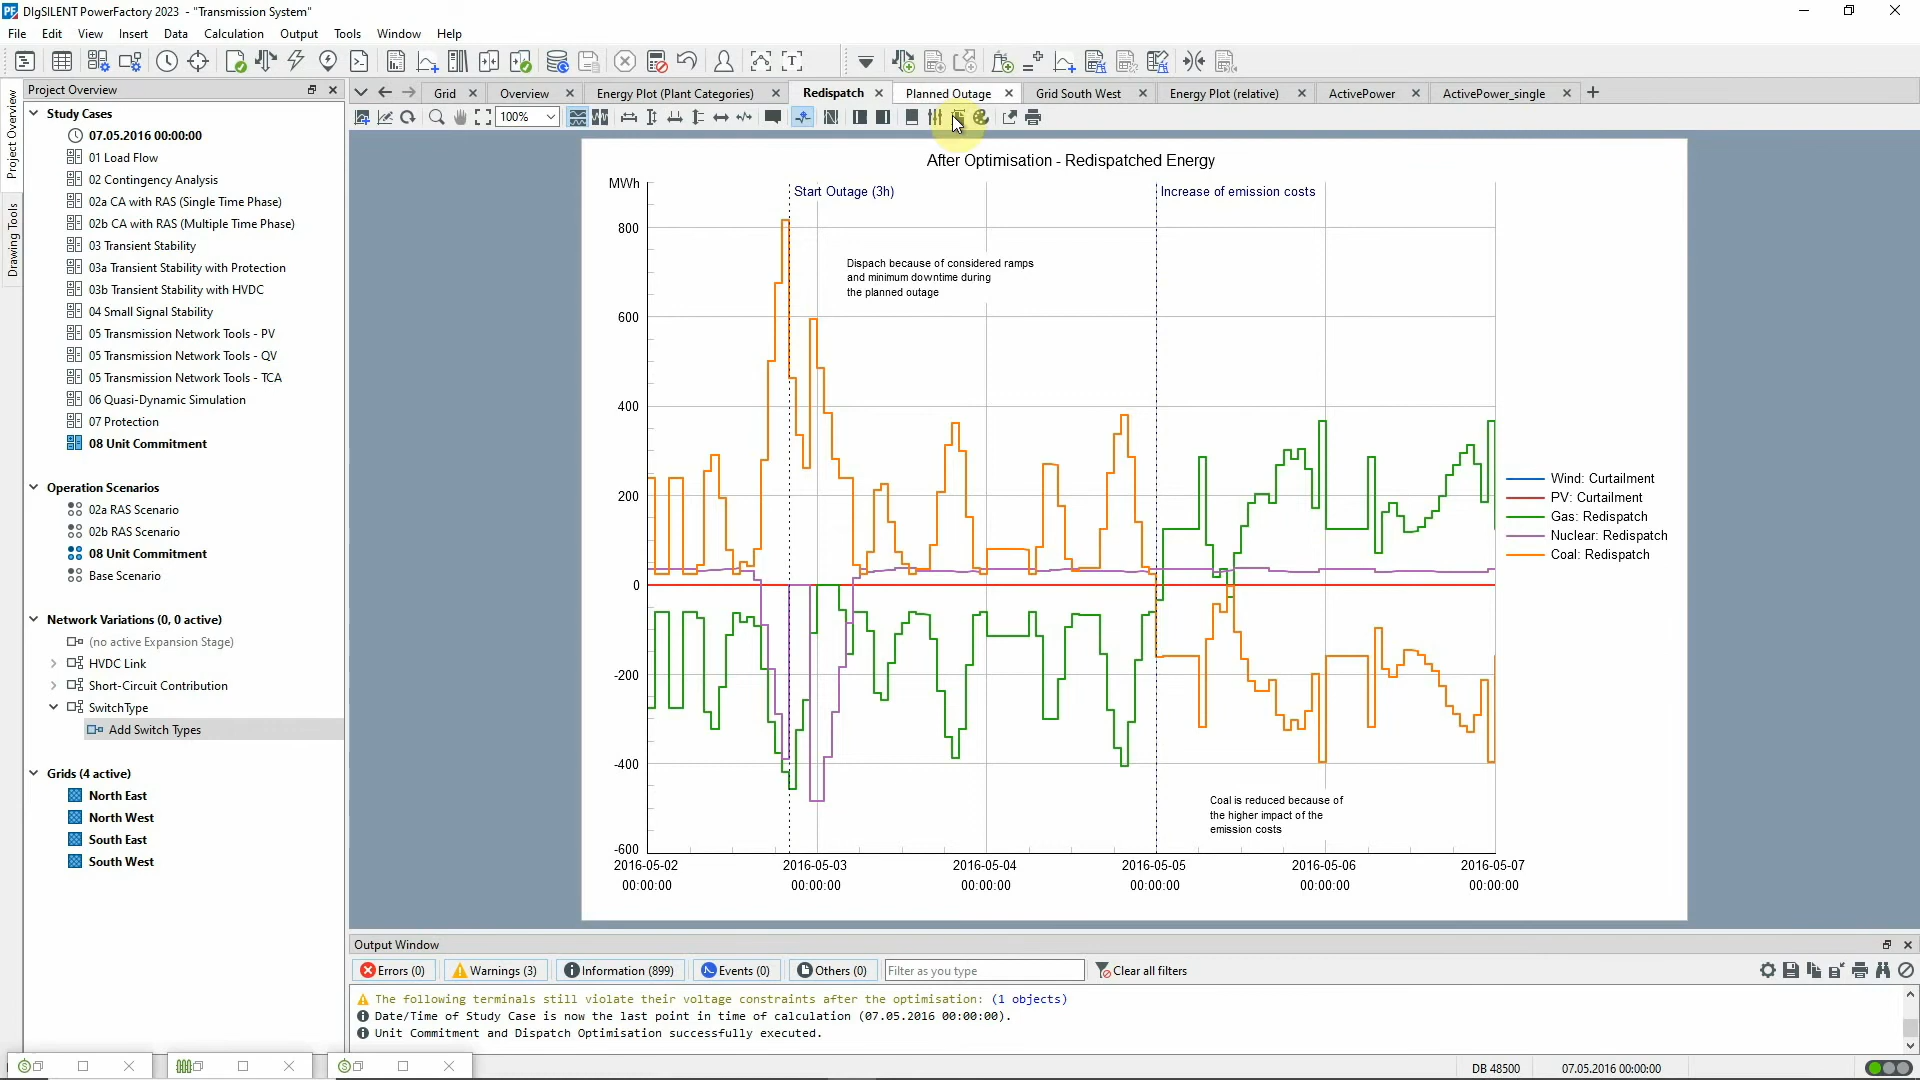 DIgSILENT PowerFactory 2023 - "Transmission System"
File Edit View Insert Data Calculation Output Tools Window Help
Project Overview
Grid Overview Energy Plot (Plant Categories) Redispatch Planned Outage Grid South West Energy Plot (relative) ActivePower ActivePower_single
100%
Project Overview
Drawing Tools
Study Cases
07.05.2016 00:00:00
01 Load Flow
02 Contingency Analysis
02a CA with RAS (Single Time Phase)
02b CA with RAS (Multiple Time Phase)
03 Transient Stability
03a Transient Stability with Protection
03b Transient Stability with HVDC
04 Small Signal Stability
05 Transmission Network Tools - PV
05 Transmission Network Tools - QV
05 Transmission Network Tools - TCA
06 Quasi-Dynamic Simulation
07 Protection
08 Unit Commitment
Operation Scenarios
02a RAS Scenario
02b RAS Scenario
08 Unit Commitment
Base Scenario
Network Variations (0, 0 active)
(no active Expansion Stage)
HVDC Link
Short-Circuit Contribution
SwitchType
Add Switch Types
Grids (4 active)
North East
North West
South East
South West
After Optimisation - Redispatched Energy
MWh
Start Outage (3h)
Increase of emission costs
800
600
400
200
0
-200
-400
-600
Dispach because of considered ramps
and minimum downtime during
the planned outage
Coal is reduced because of
the higher impact of the
emission costs
Wind: Curtailment
PV: Curtailment
Gas: Redispatch
Nuclear: Redispatch
Coal: Redispatch
2016-05-02 2016-05-03 2016-05-04 2016-05-05 2016-05-06 2016-05-07
00:00:00 00:00:00 00:00:00 00:00:00 00:00:00 00:00:00
Output Window
Errors (0) Warnings (3) Information (899) Events (0) Others (0) Filter as you type Clear all filters
The following terminals still violate their voltage constraints after the optimisation: (1 objects)
Date/Time of Study Case is now the last point in time of calculation (07.05.2016 00:00:00).
Unit Commitment and Dispatch Optimisation successfully executed.
DB 48500 07.05.2016 00:00:00